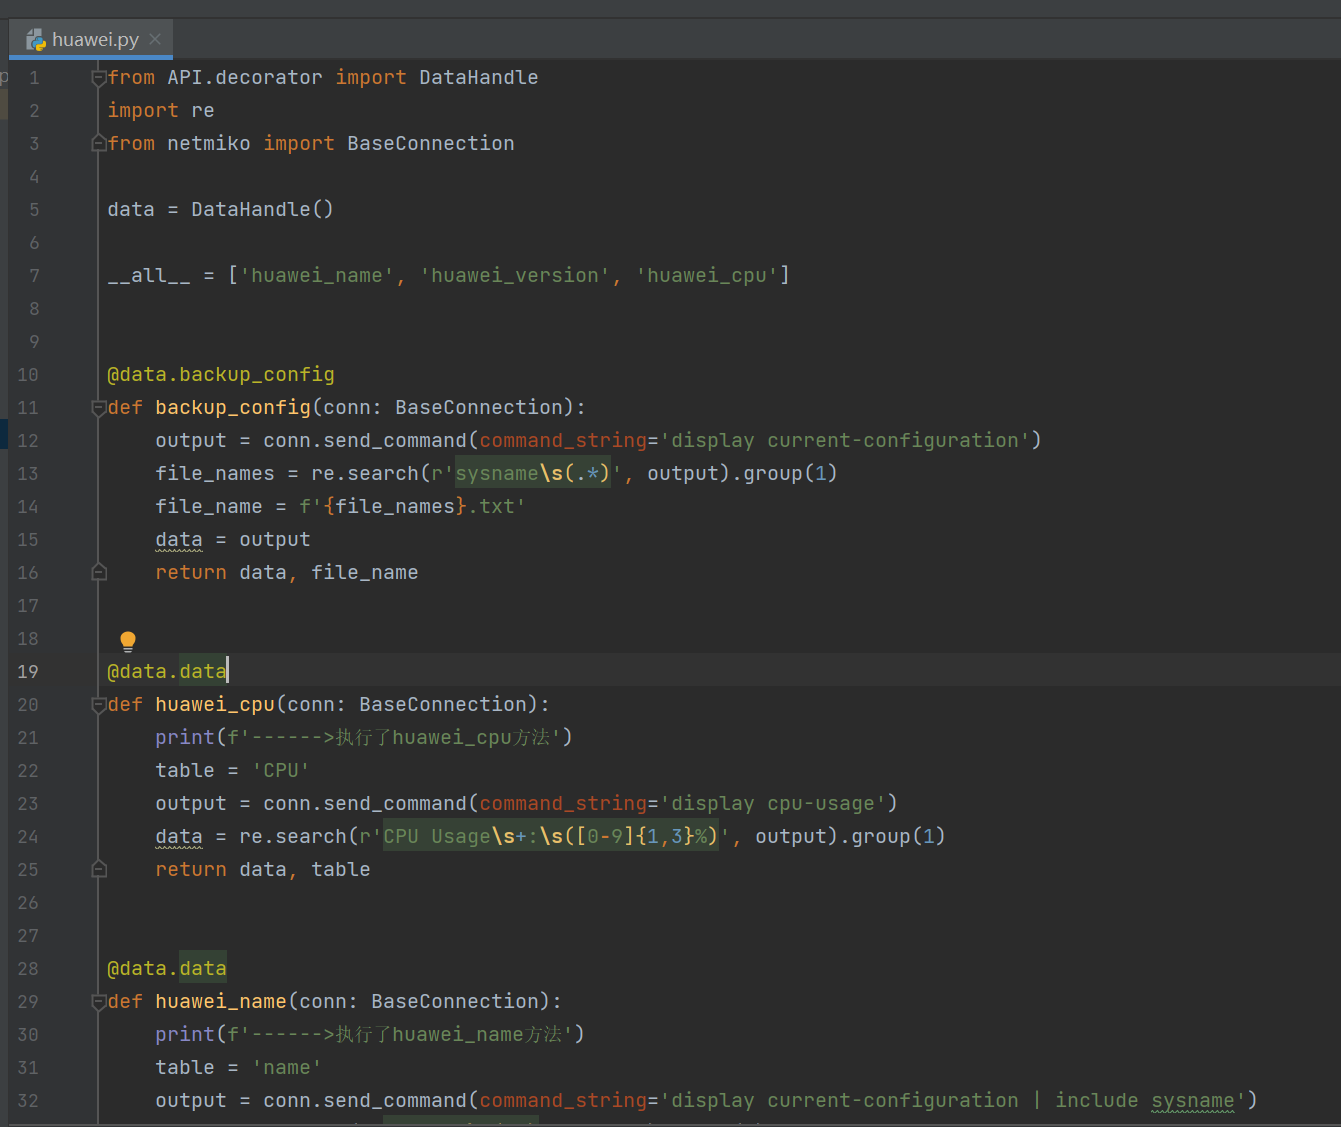 huawei.py
1 from API.decorator import DataHandle
2 import re
3 from netmiko import BaseConnection
4
5 data = DataHandle()
6
7 __all__ = ['huawei_name', 'huawei_version', 'huawei_cpu']
8
9
10 @data.backup_config
11 def backup_config(conn: BaseConnection):
12     output = conn.send_command(command_string='display current-configuration')
13     file_names = re.search(r'sysname\s(.*)', output).group(1)
14     file_name = f'{file_names}.txt'
15     data = output
16     return data, file_name
17
18
19 @data.data
20 def huawei_cpu(conn: BaseConnection):
21     print(f'------>执行了huawei_cpu方法')
22     table = 'CPU'
23     output = conn.send_command(command_string='display cpu-usage')
24     data = re.search(r'CPU Usage\s+:\s([0-9]{1,3}%)', output).group(1)
25     return data, table
26
27
28 @data.data
29 def huawei_name(conn: BaseConnection):
30     print(f'------>执行了huawei_name方法')
31     table = 'name'
32     output = conn.send_command(command_string='display current-configuration | include sysname')